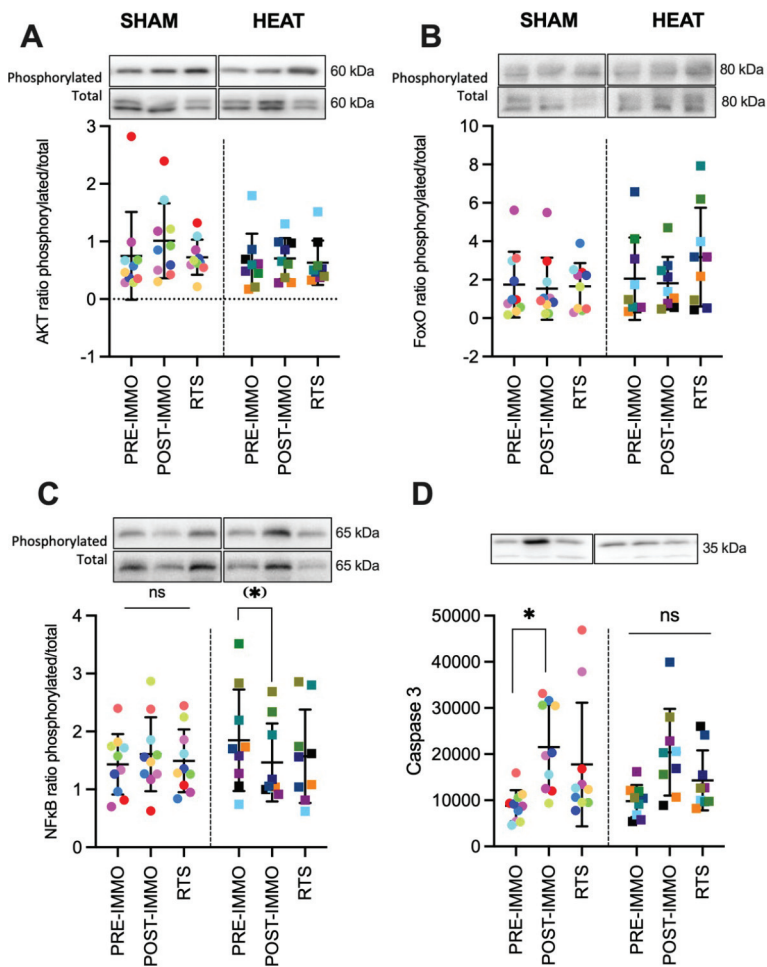 A
SHAM
HEAT
Phosphorylated
60 kDa
Total
60 kDa
AKT ratio phosphorylated/total
3
2
1
0
-1
PRE-IMMO
POST-IMMO
RTS
PRE-IMMO
POST-IMMO
RTS
B
SHAM
HEAT
Phosphorylated
80 kDa
Total
80 kDa
FoxO ratio phosphorylated/total
10
8
6
4
2
0
-2
PRE-IMMO
POST-IMMO
RTS
PRE-IMMO
POST-IMMO
RTS
C
Phosphorylated
65 kDa
Total
65 kDa
ns
(*)
NFκB ratio phosphorylated/total
4
3
2
1
0
PRE-IMMO
POST-IMMO
RTS
PRE-IMMO
POST-IMMO
RTS
D
35 kDa
*
ns
Caspase 3
50000
40000
30000
20000
10000
0
PRE-IMMO
POST-IMMO
RTS
PRE-IMMO
POST-IMMO
RTS